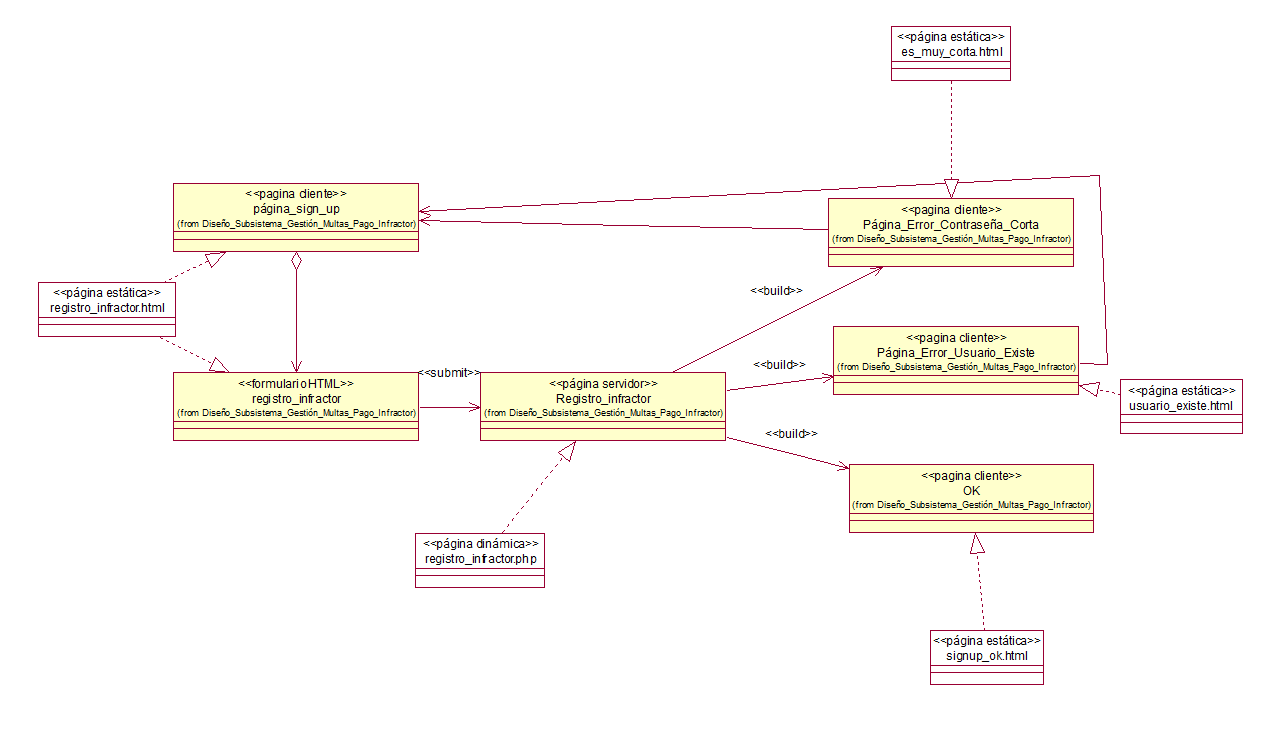 <<página estática>>
es_muy_corta.html
<<pagina cliente>>
página_sign_up
(from Diseño_Subsistema_Gestión_Multas_Pago_Infractor)
<<pagina cliente>>
Página_Error_Contraseña_Corta
(from Diseño_Subsistema_Gestión_Multas_Pago_Infractor)
<<página estática>>
registro_infractor.html
<<build>>
<<pagina cliente>>
Página_Error_Usuario_Existe
(from Diseño_Subsistema_Gestión_Multas_Pago_Infractor)
<<build>>
<<submit>>
<<formularioHTML>>
registro_infractor
(from Diseño_Subsistema_Gestión_Multas_Pago_Infractor)
<<página servidor>>
Registro_infractor
(from Diseño_Subsistema_Gestión_Multas_Pago_Infractor)
<<página estática>>
usuario_existe.html
<<build>>
<<pagina cliente>>
OK
(from Diseño_Subsistema_Gestión_Multas_Pago_Infractor)
<<página dinámica>>
registro_infractor.php
<<página estática>>
signup_ok.html